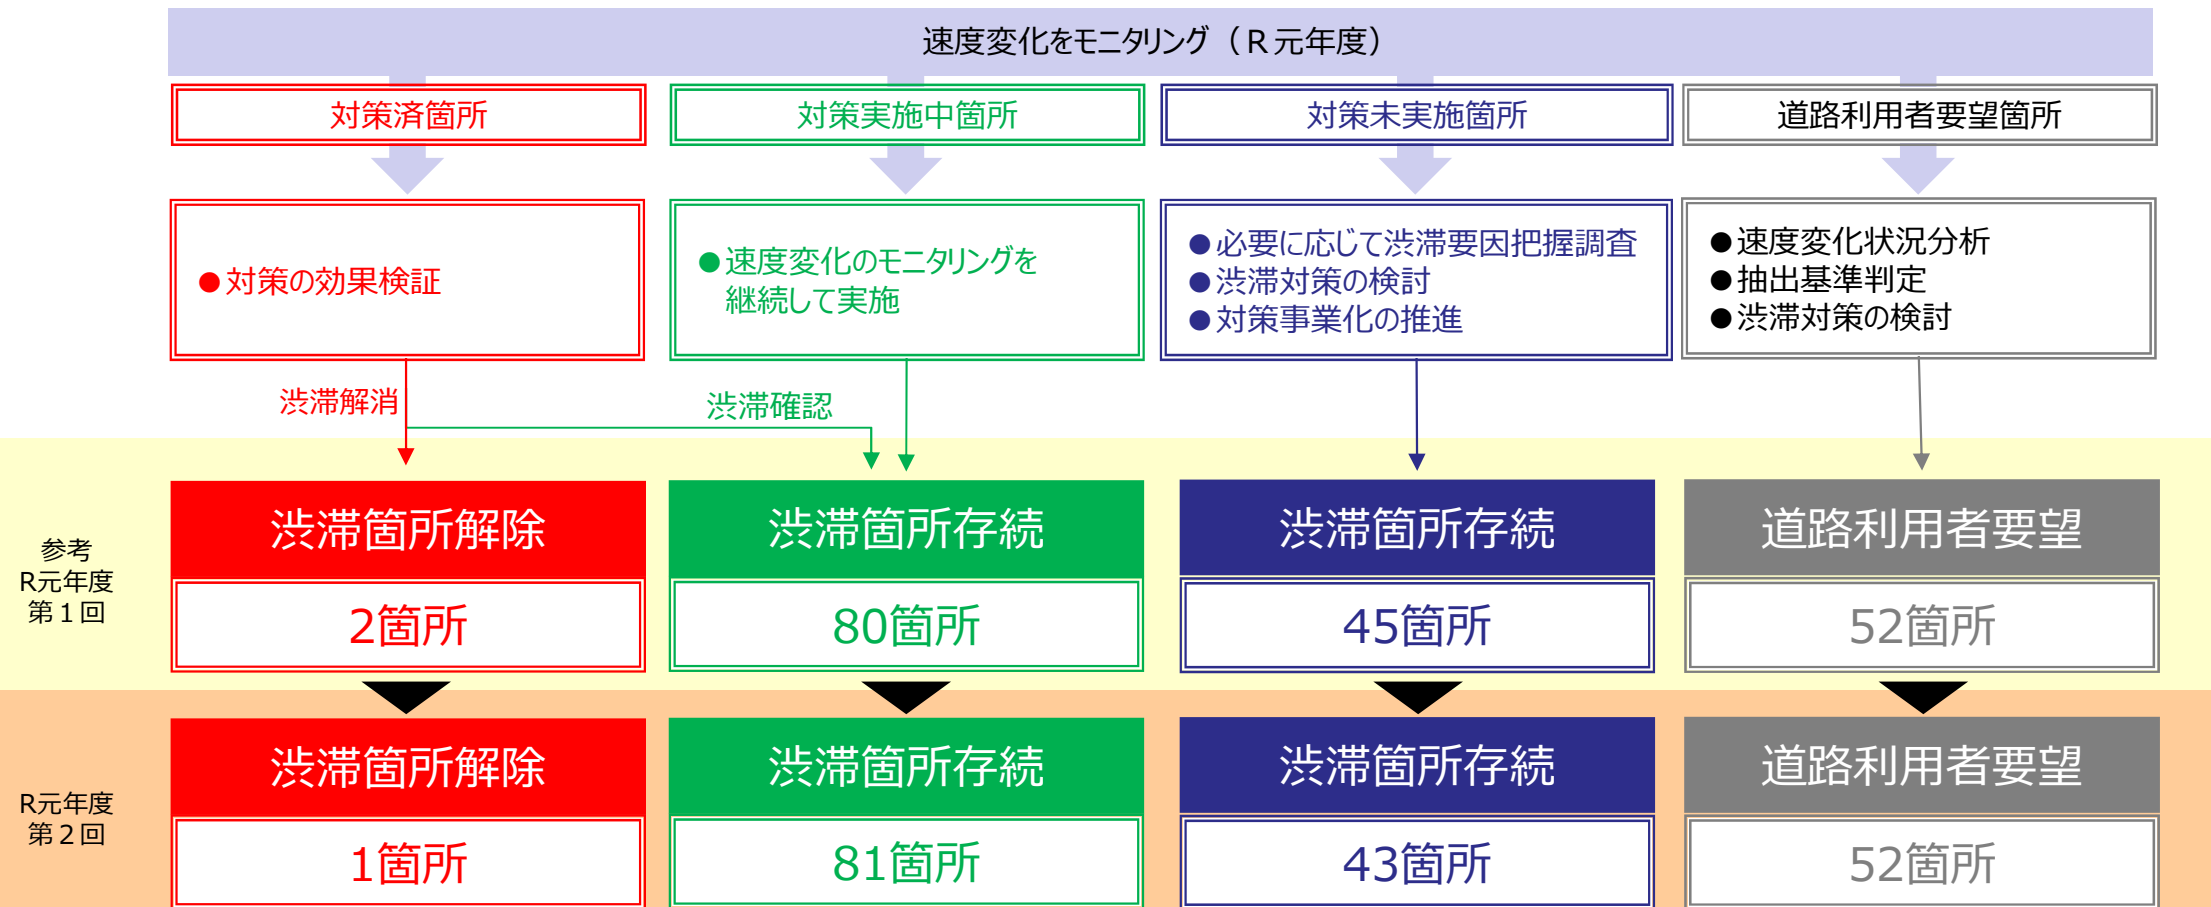 速度変化をモニタリング（Ｒ元年度）
対策済箇所
対策実施中箇所
対策未実施箇所
道路利用者要望箇所
●対策の効果検証
●速度変化のモニタリングを
継続して実施
●必要に応じて渋滞要因把握調査
●渋滞対策の検討
●対策事業化の推進
●速度変化状況分析
●抽出基準判定
●渋滞対策の検討
渋滞解消
渋滞確認
参考
R元年度
第１回
渋滞箇所解除
2箇所
渋滞箇所存続
80箇所
渋滞箇所存続
45箇所
道路利用者要望
52箇所
R元年度
第２回
渋滞箇所解除
1箇所
渋滞箇所存続
81箇所
渋滞箇所存続
43箇所
道路利用者要望
52箇所